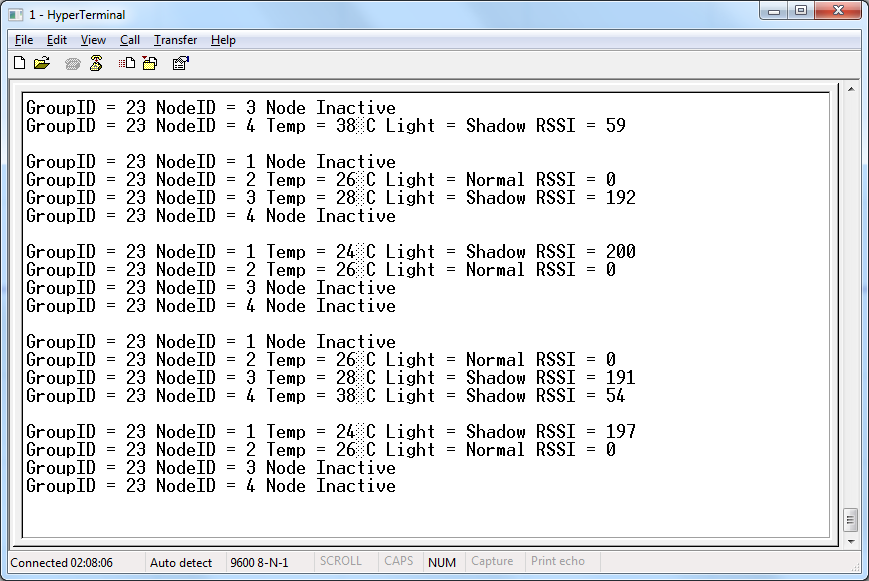 1 - HyperTerminal
File Edit View Call Transfer Help
GroupID = 23 NodeID = 3 Node Inactive
GroupID = 23 NodeID = 4 Temp = 38░C Light = Shadow RSSI = 59
GroupID = 23 NodeID = 1 Node Inactive
GroupID = 23 NodeID = 2 Temp = 26░C Light = Normal RSSI = 0
GroupID = 23 NodeID = 3 Temp = 28░C Light = Shadow RSSI = 192
GroupID = 23 NodeID = 4 Node Inactive
GroupID = 23 NodeID = 1 Temp = 24░C Light = Shadow RSSI = 200
GroupID = 23 NodeID = 2 Temp = 26░C Light = Normal RSSI = 0
GroupID = 23 NodeID = 3 Node Inactive
GroupID = 23 NodeID = 4 Node Inactive
GroupID = 23 NodeID = 1 Node Inactive
GroupID = 23 NodeID = 2 Temp = 26░C Light = Normal RSSI = 0
GroupID = 23 NodeID = 3 Temp = 28░C Light = Shadow RSSI = 191
GroupID = 23 NodeID = 4 Temp = 38░C Light = Shadow RSSI = 54
GroupID = 23 NodeID = 1 Temp = 24░C Light = Shadow RSSI = 197
GroupID = 23 NodeID = 2 Temp = 26░C Light = Normal RSSI = 0
GroupID = 23 NodeID = 3 Node Inactive
GroupID = 23 NodeID = 4 Node Inactive
Connected 02:08:06 Auto detect 9600 8-N-1 SCROLL CAPS NUM Capture Print echo